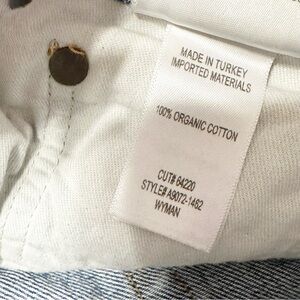 MADE IN TURKEY
IMPORTED MATERIALS
100% ORGANIC COTTON
CUT# 64220
STYLE# A9072-1462
WYMAN